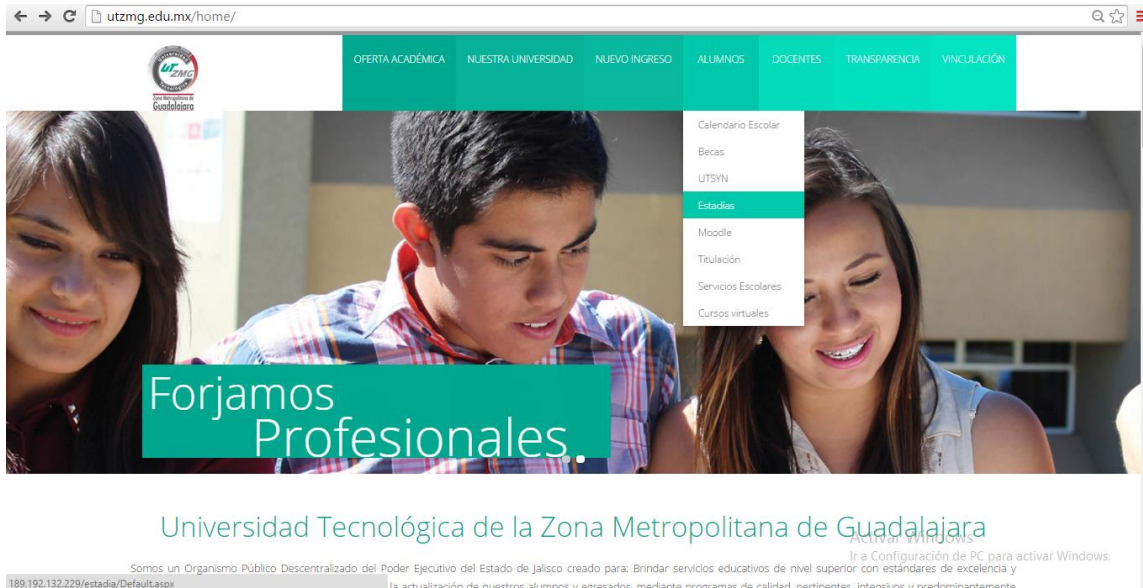 utzmg.edu.mx/home/
UTZMG
Zona Metropolitana de
Guadalajara
OFERTA ACADÉMICA NUESTRA UNIVERSIDAD NUEVO INGRESO ALUMNOS DOCENTES TRANSPARENCIA VINCULACIÓN
Calendario Escolar
Becas
UTSYN
Estadías
Moodle
Titulación
Servicios Escolares
Cursos virtuales
Forjamos
Profesionales
Universidad Tecnológica de la Zona Metropolitana de Guadalajara
Activar Windows
Ir a Configuración de PC para activar Windows.
Somos un Organismo Público Descentralizado del Poder Ejecutivo del Estado de Jalisco creado para: Brindar servicios educativos de nivel superior con estándares de excelencia y
189.192.132.229/estadia/Default.aspx
la actualización de nuestros alumnos y egresados, mediante programas de calidad, pertinentes, intensivos y predominantemente